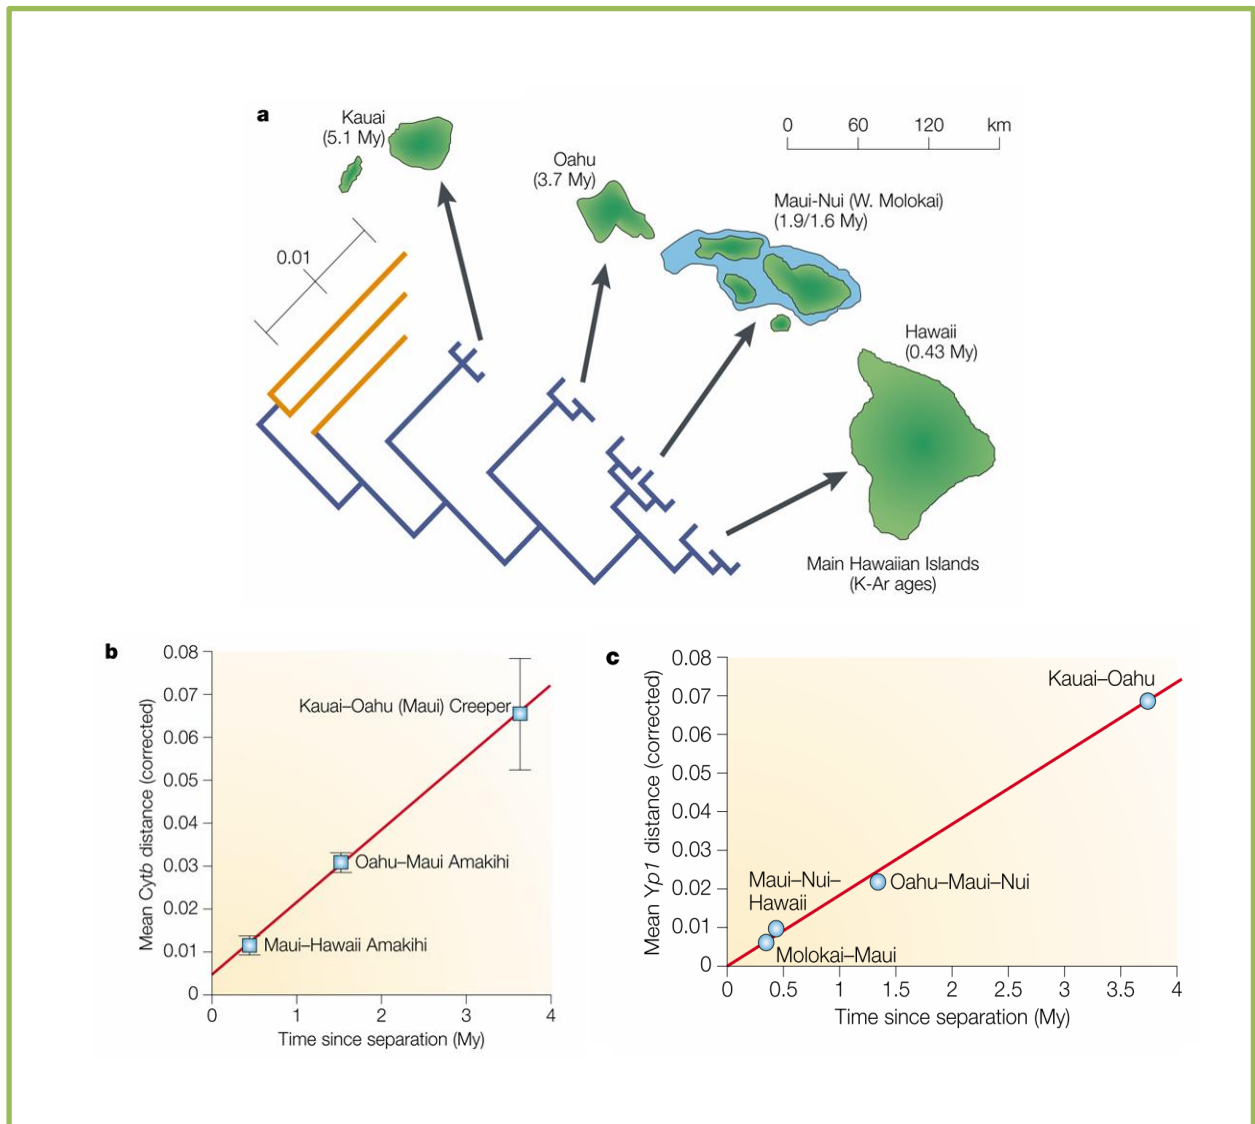 a
Kauai
(5.1 My)
Oahu
(3.7 My)
0 60 120 km
Maui-Nui (W. Molokai)
(1.9/1.6 My)
0.01
Hawaii
(0.43 My)
Main Hawaiian Islands
(K-Ar ages)
b
0.08
0.07
0.06
0.05
0.04
0.03
0.02
0.01
0
Mean Cytb distance (corrected)
Kauai–Oahu (Maui) Creeper
Oahu–Maui Amakihi
Maui–Hawaii Amakihi
0 1 2 3 4
Time since separation (My)
c
0.08
0.07
0.06
0.05
0.04
0.03
0.02
0.01
0
Mean Yp1 distance (corrected)
Kauai–Oahu
Maui–Nui–
Hawaii
Oahu–Maui–Nui
Molokai–Maui
0 0.5 1 1.5 2 2.5 3 3.5 4
Time since separation (My)